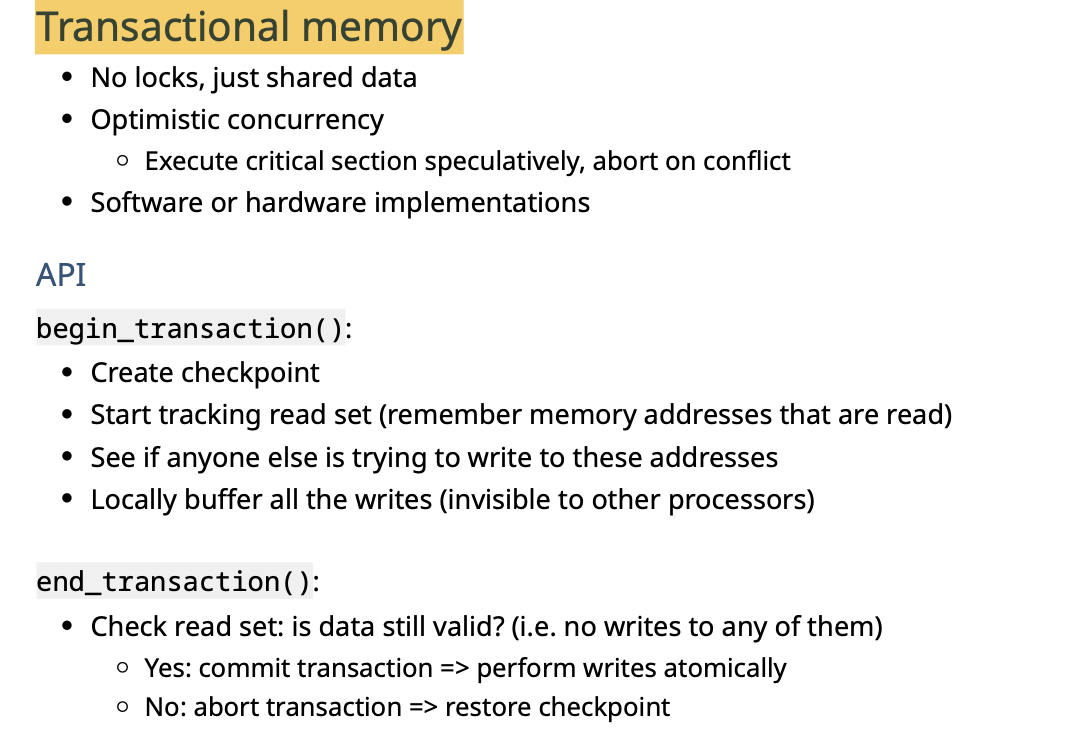 Transactional memory
• No locks, just shared data
• Optimistic concurrency
○ Execute critical section speculatively, abort on conflict
• Software or hardware implementations
API
begin_transaction():
• Create checkpoint
• Start tracking read set (remember memory addresses that are read)
• See if anyone else is trying to write to these addresses
• Locally buffer all the writes (invisible to other processors)
end_transaction():
• Check read set: is data still valid? (i.e. no writes to any of them)
○ Yes: commit transaction => perform writes atomically
○ No: abort transaction => restore checkpoint